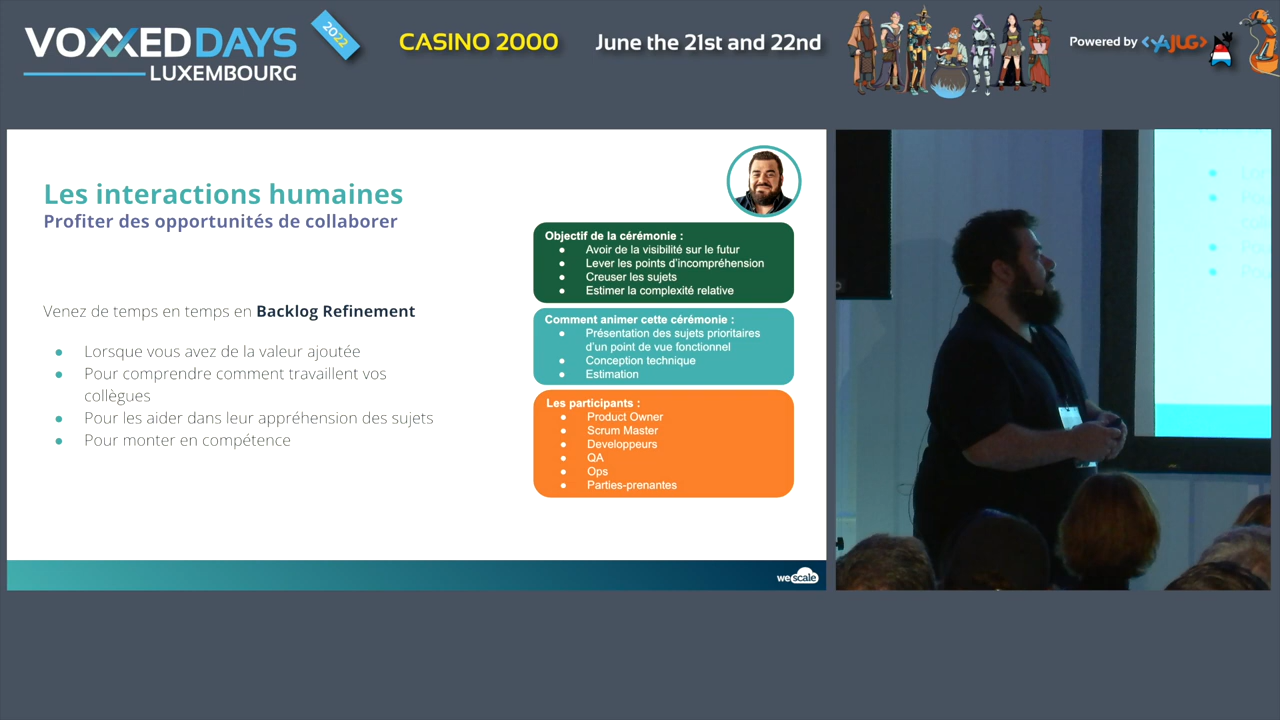 VOXXED DAYS
LUXEMBOURG
2022
CASINO 2000
June the 21st and 22nd
Powered by <YAJUG>
Les interactions humaines
Profiter des opportunités de collaborer
Venez de temps en temps en Backlog Refinement
● Lorsque vous avez de la valeur ajoutée
● Pour comprendre comment travaillent vos
collègues
● Pour les aider dans leur appréhension des sujets
● Pour monter en compétence
Objectif de la cérémonie :
● Avoir de la visibilité sur le futur
● Lever les points d'incompréhension
● Creuser les sujets
● Estimer la complexité relative
Comment animer cette cérémonie :
● Présentation des sujets prioritaires
d'un point de vue fonctionnel
● Conception technique
● Estimation
Les participants :
● Product Owner
● Scrum Master
● Developpeurs
● QA
● Ops
● Parties-prenantes
wescale